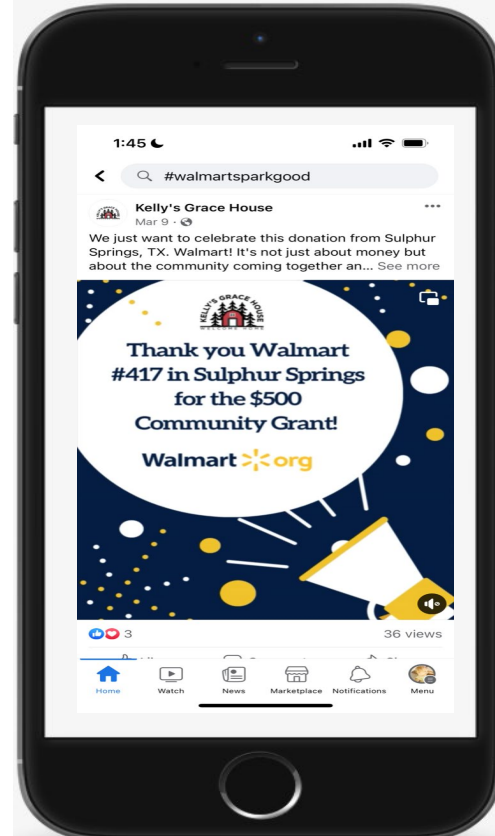 1:45
#walmartsparkgood
Kelly's Grace House
Mar 9 ·
We just want to celebrate this donation from Sulphur
Springs, TX. Walmart! It's not just about money but
about the community coming together an... See more
KELLY'S GRACE HOUSE
WELCOME HOME
Thank you Walmart
#417 in Sulphur Springs
for the $500
Community Grant!
Walmart org
3
36 views
Home Watch News Marketplace Notifications Menu